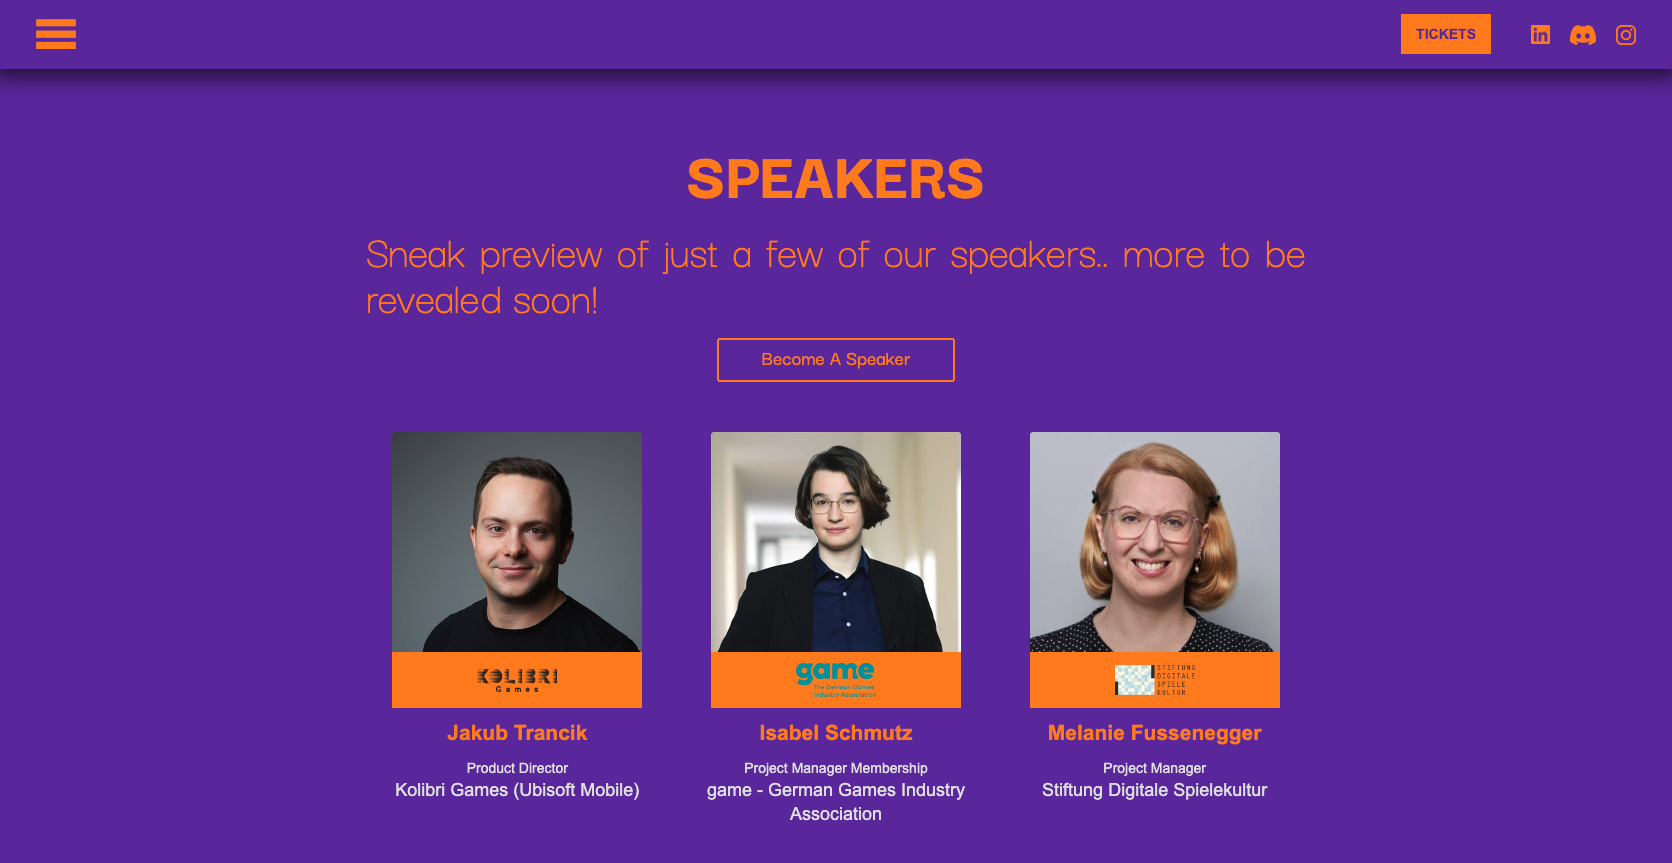 TICKETS
SPEAKERS
Sneak preview of just a few of our speakers.. more to be
revealed soon!
Become A Speaker
KOLIBRI
Games
game
The German Games
Industry Association
STIFTUNG
DIGITALE
SPIELE
KULTUR
Jakub Trancik
Isabel Schmutz
Melanie Fussenegger
Product Director
Project Manager Membership
Project Manager
Kolibri Games (Ubisoft Mobile)
game - German Games Industry
Association
Stiftung Digitale Spielekultur